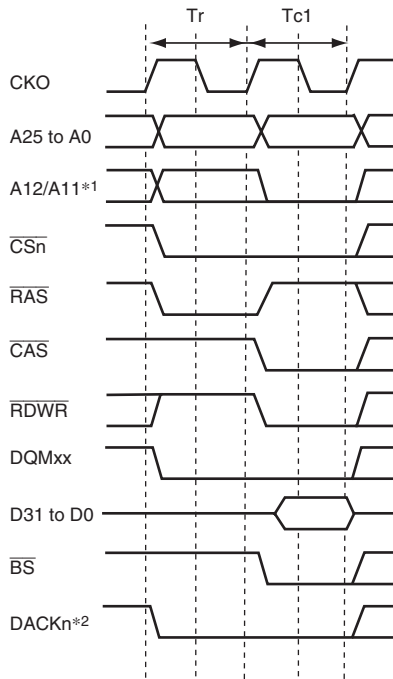 Tr Tc1
CKO
A25 to A0
A12/A11*1
CSn
RAS
CAS
RDWR
DQMxx
D31 to D0
BS
DACKn*2